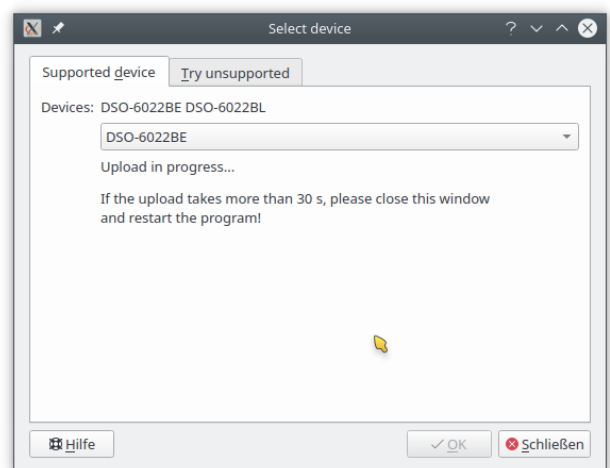 Select device
Supported device
Try unsupported
Devices: DSO-6022BE DSO-6022BL
DSO-6022BE
Upload in progress...
If the upload takes more than 30 s, please close this window
and restart the program!
Hilfe
OK
Schließen